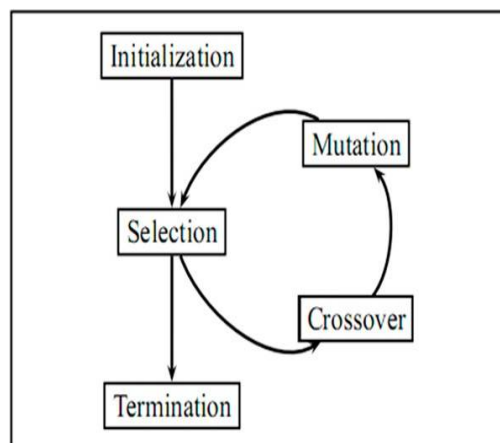 Initialization
Mutation
Selection
Crossover
Termination